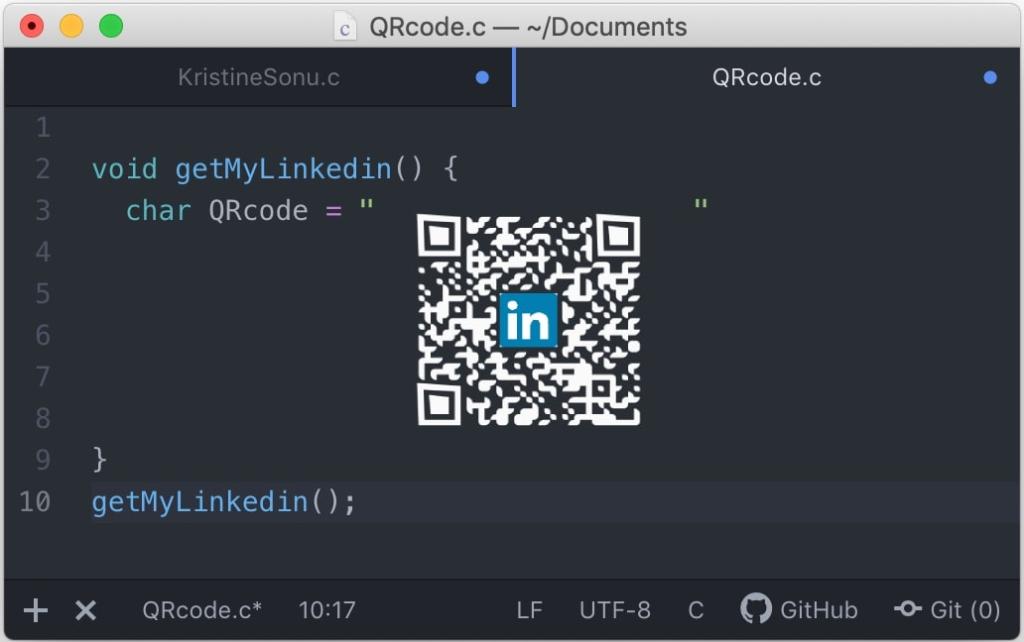 QRcode.c — ~/Documents
KristineSonu.c
QRcode.c
1
2 void getMyLinkedin() {
3 char QRcode = " "
4
5
6
in
7
8
9 }
10 getMyLinkedin();
QRcode.c* 10:17 LF UTF-8 C GitHub Git (0)